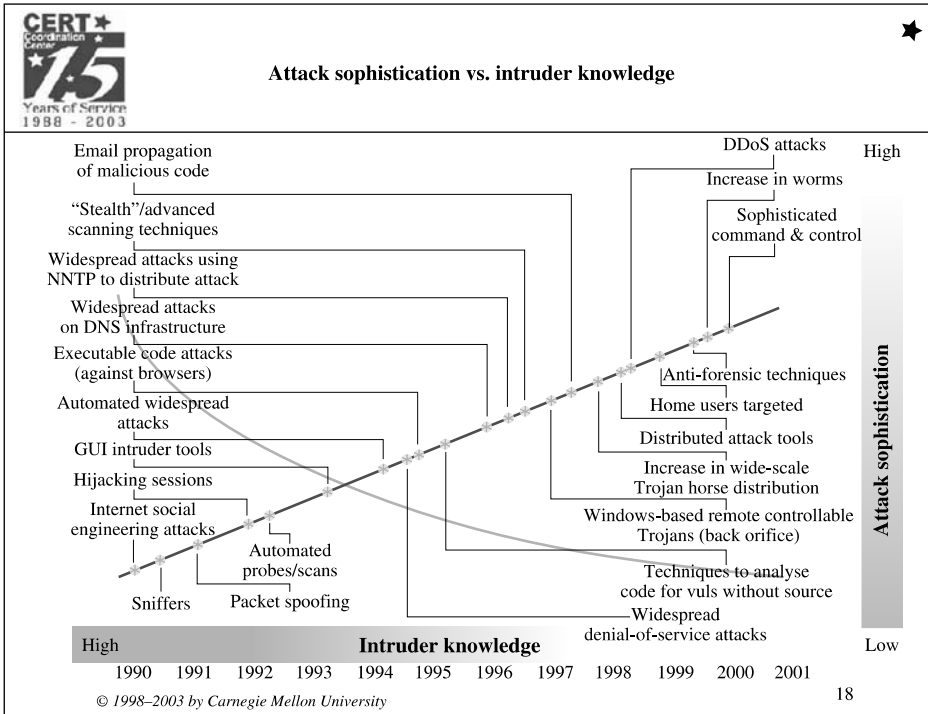 CERT
Coordination
Center
15
Years of Service
1988 - 2003
Attack sophistication vs. intruder knowledge
Email propagation
of malicious code
“Stealth”/advanced
scanning techniques
Widespread attacks using
NNTP to distribute attack
Widespread attacks
on DNS infrastructure
Executable code attacks
(against browsers)
Automated widespread
attacks
GUI intruder tools
Hijacking sessions
Internet social
engineering attacks
Sniffers
Automated
probes/scans
Packet spoofing
DDoS attacks
Increase in worms
Sophisticated
command & control
Anti-forensic techniques
Home users targeted
Distributed attack tools
Increase in wide-scale
Trojan horse distribution
Windows-based remote controllable
Trojans (back orifice)
Techniques to analyse
code for vuls without source
Widespread
denial-of-service attacks
High
Attack sophistication
Low
High
Intruder knowledge
1990 1991 1992 1993 1994 1995 1996 1997 1998 1999 2000 2001
© 1998–2003 by Carnegie Mellon University
18